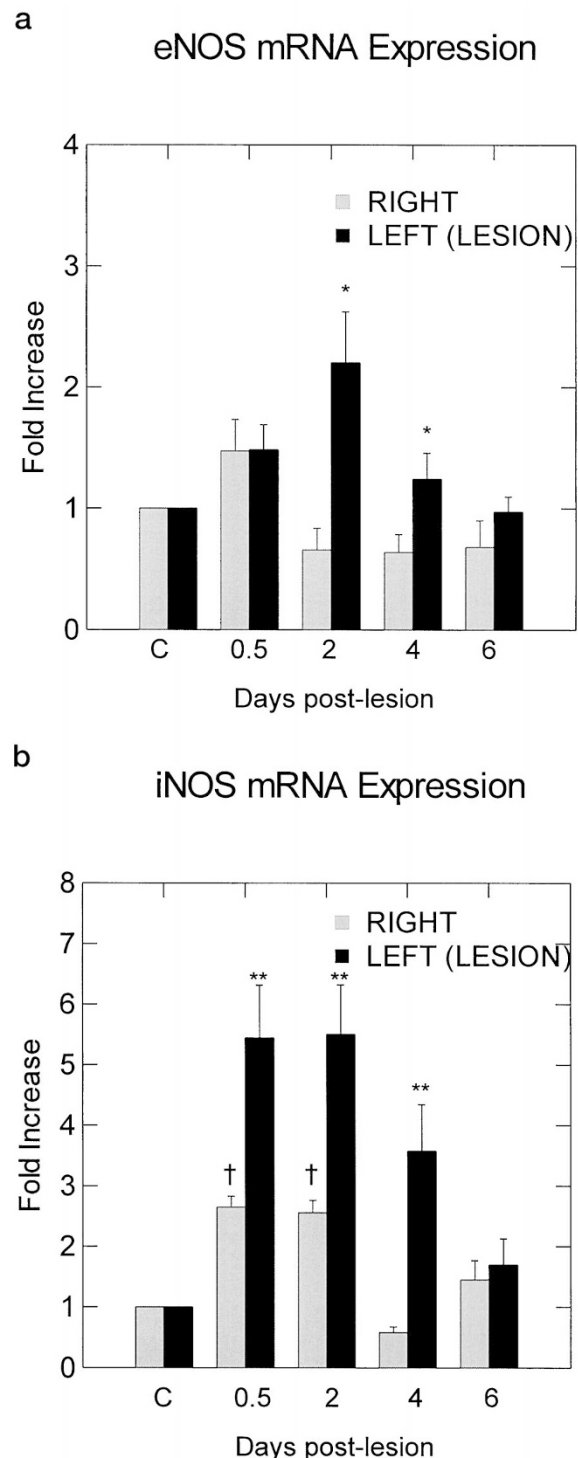 a
eNOS mRNA Expression
4
3
2
1
0
Fold Increase
RIGHT
LEFT (LESION)
*
*
C 0.5 2 4 6
Days post-lesion
b
iNOS mRNA Expression
8
7
6
5
4
3
2
1
0
Fold Increase
RIGHT
LEFT (LESION)
** **
**
† †
C 0.5 2 4 6
Days post-lesion